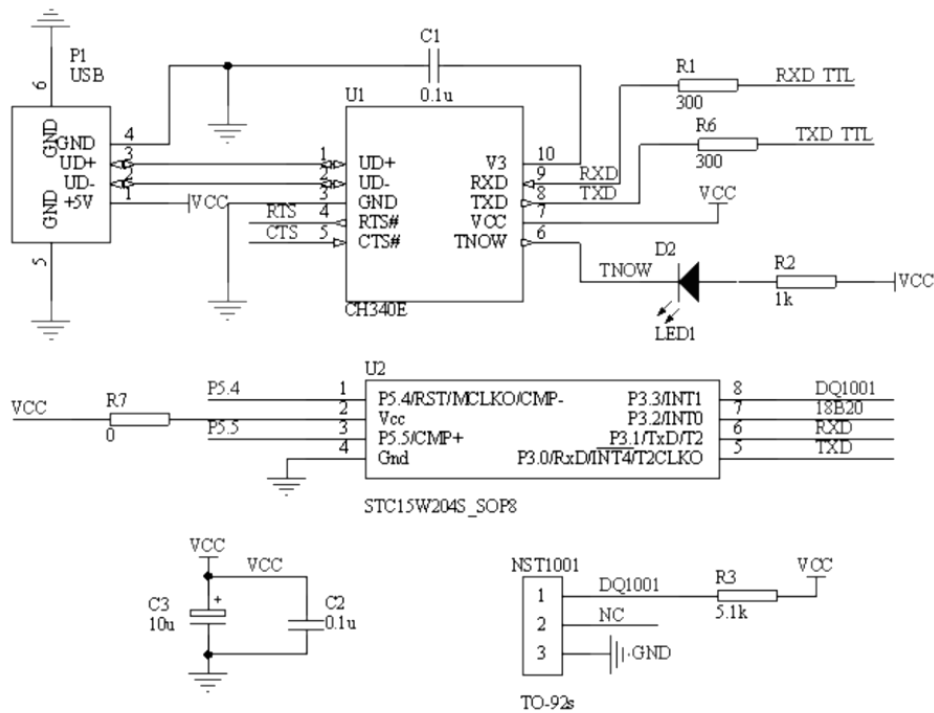 P1
USB
6
GND
GND
4
UD+
3
UD-
2
+5V
1
VCC
GND
5
C1
0.1u
U1
1
UD+
2
UD-
3
GND
RTS
4
RTS#
CTS
5
CTS#
V3
10
RXD
9
RXD
TXD
8
TXD
VCC
7
TNOW
6
CH340E
R1
300
RXD TTL
R6
300
TXD TTL
VCC
TNOW
D2
LED1
R2
1k
VCC
U2
VCC
R7
0
P5.4
1
P5.4/RST/MCLKO/CMP-
2
Vcc
P5.5
3
P5.5/CMP+
4
Gnd
P3.3/INT1
8
DQ1001
P3.2/INT0
7
18B20
P3.1/TxD/T2
6
RXD
P3.0/RxD/INT4/T2CLKO
5
TXD
STC15W204S_SOP8
VCC
VCC
C3
+
10u
C2
0.1u
NST1001
1
DQ1001
R3
5.1k
VCC
2
NC
3
GND
TO-92s